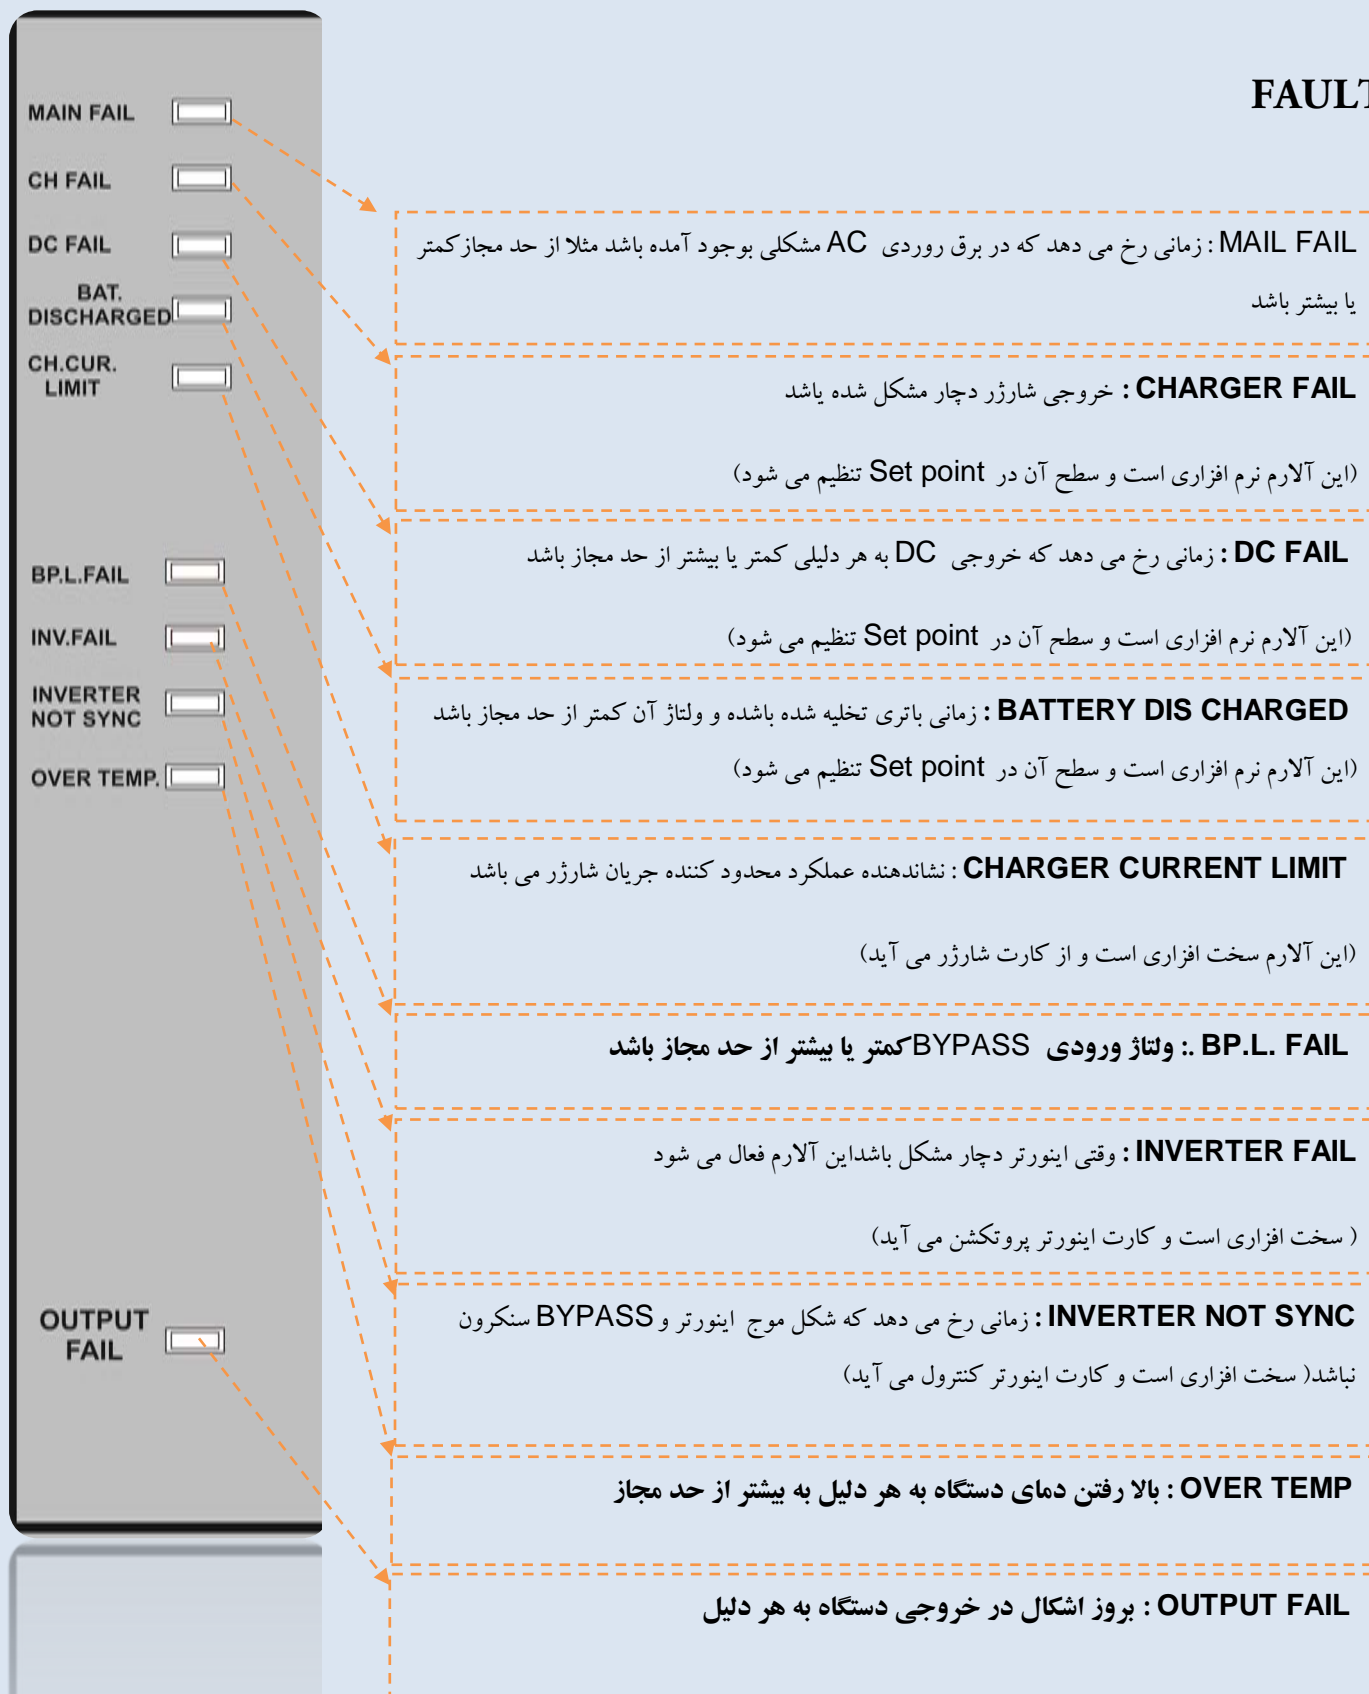 FAULT
MAIN FAIL
CH FAIL
DC FAIL
BAT.
DISCHARGED
CH.CUR.
LIMIT
BP.L.FAIL
INV.FAIL
INVERTER
NOT SYNC
OVER TEMP.
OUTPUT
FAIL
MAIL FAIL : زمانی رخ می دهد که در برق روردی AC مشکلی بوجود آمده باشد مثلا از حد مجازکمتر
یا بیشتر باشد
CHARGER FAIL : خروجی شارژر دچار مشکل شده یاشد
(این آلارم نرم افزاری است و سطح آن در Set point تنظیم می شود)
DC FAIL : زمانی رخ می دهد که خروجی DC به هر دلیلی کمتر یا بیشتر از حد مجاز باشد
(این آلارم نرم افزاری است و سطح آن در Set point تنظیم می شود)
BATTERY DIS CHARGED : زمانی باتری تخلیه شده باشده و ولتاژ آن کمتر از حد مجاز باشد
(این آلارم نرم افزاری است و سطح آن در Set point تنظیم می شود)
CHARGER CURRENT LIMIT : نشاندهنده عملکرد محدود کننده جریان شارژر می باشد
(این آلارم سخت افزاری است و از کارت شارژر می آید)
BP.L. FAIL .: ولتاژ ورودی BYPASS کمتر یا بیشتر از حد مجاز باشد
INVERTER FAIL : وقتی اینورتر دچار مشکل باشداین آلارم فعال می شود
( سخت افزاری است و کارت اینورتر پروتکشن می آید)
INVERTER NOT SYNC : زمانی رخ می دهد که شکل موج اینورتر و BYPASS سنکرون
نباشد( سخت افزاری است و کارت اینورتر کنترول می آید)
OVER TEMP : بالا رفتن دمای دستگاه به هر دلیل به بیشتر از حد مجاز
OUTPUT FAIL : بروز اشکال در خروجی دستگاه به هر دلیل